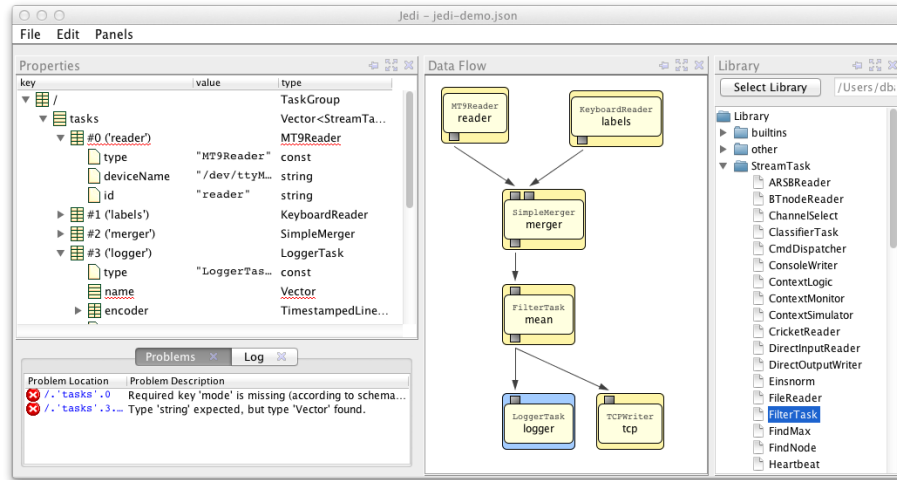 Jedi – jedi-demo.json
File Edit Panels
Properties
key value type
/ TaskGroup
tasks Vector<StreamTa...
#0 ('reader') MT9Reader
type "MT9Reader" const
deviceName "/dev/ttyM... string
id "reader" string
#1 ('labels') KeyboardReader
#2 ('merger') SimpleMerger
#3 ('logger') LoggerTask
type "LoggerTas... const
name Vector
encoder TimestampedLine...
Problems Log
Problem Location Problem Description
/.'tasks'.0 Required key 'mode' is missing (according to schema...
/.'tasks'.3... Type 'string' expected, but type 'Vector' found.
Data Flow
MT9Reader
reader
KeyboardReader
labels
SimpleMerger
merger
FilterTask
mean
LoggerTask
logger
TCPWriter
tcp
Library
Select Library /Users/dba
Library
builtins
other
StreamTask
ARSBReader
BTnodeReader
ChannelSelect
ClassifierTask
CmdDispatcher
ConsoleWriter
ContextLogic
ContextMonitor
ContextSimulator
CricketReader
DirectInputReader
DirectOutputWriter
Einsnorm
FileReader
FilterTask
FindMax
FindNode
Heartbeat